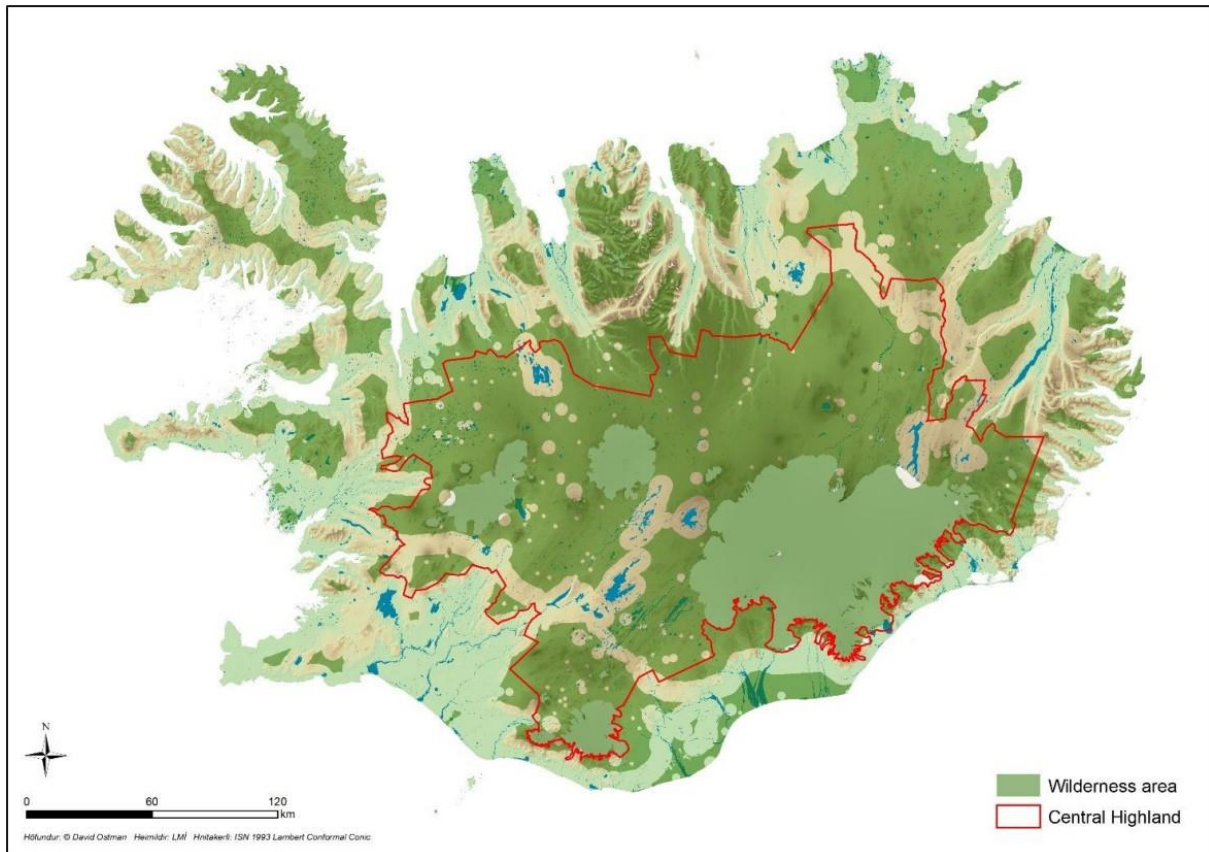 N
0 60 120
km
Wilderness area
Central Highland
Höfundur: © David Ostman Heimildir: LMÍ Hnitakerfi: ISN 1993 Lambert Conformal Conic